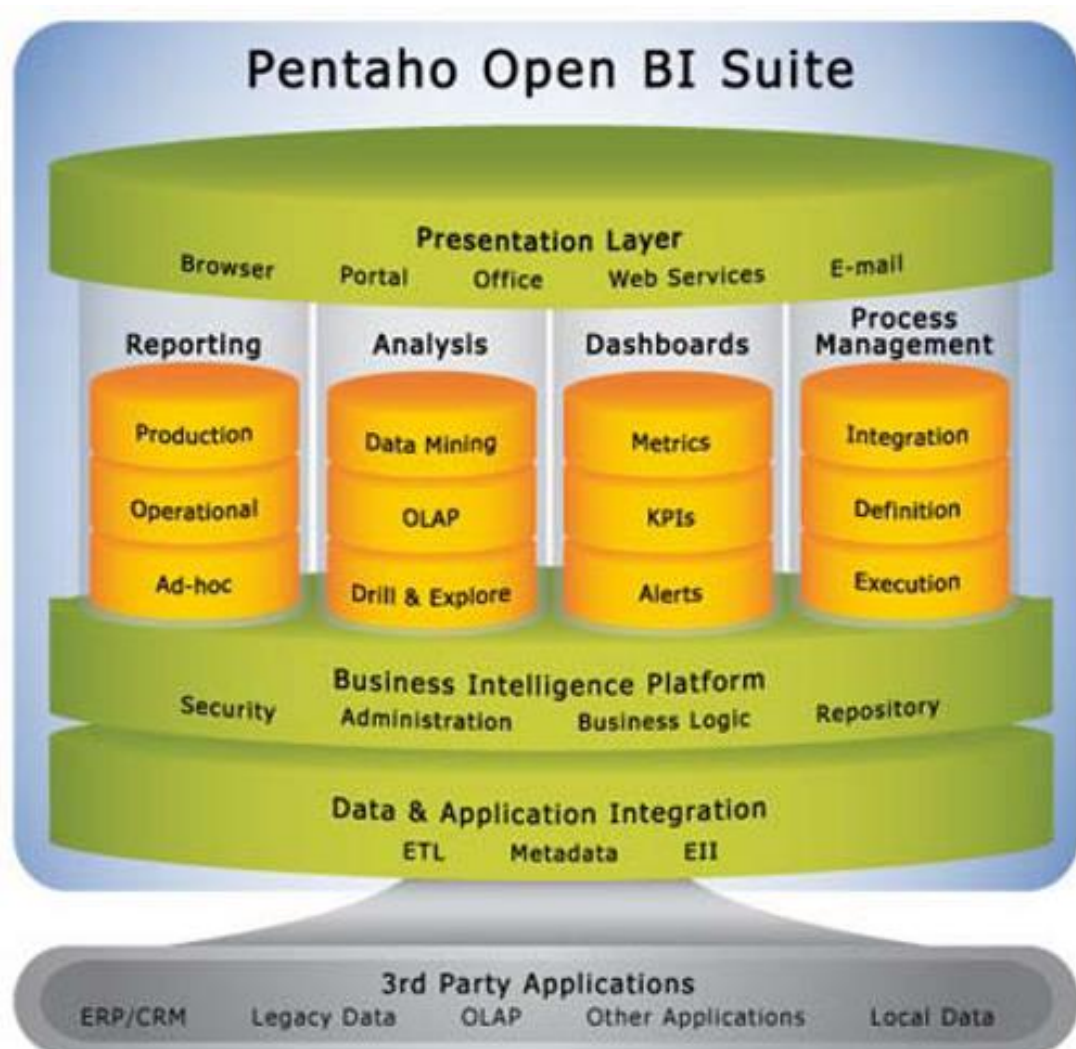 Pentaho Open BI Suite
Presentation Layer
Browser Portal Office Web Services E-mail
Reporting Analysis Dashboards Process Management
Production Data Mining Metrics Integration
Operational OLAP KPIs Definition
Ad-hoc Drill & Explore Alerts Execution
Business Intelligence Platform
Security Administration Business Logic Repository
Data & Application Integration
ETL Metadata EII
3rd Party Applications
ERP/CRM Legacy Data OLAP Other Applications Local Data